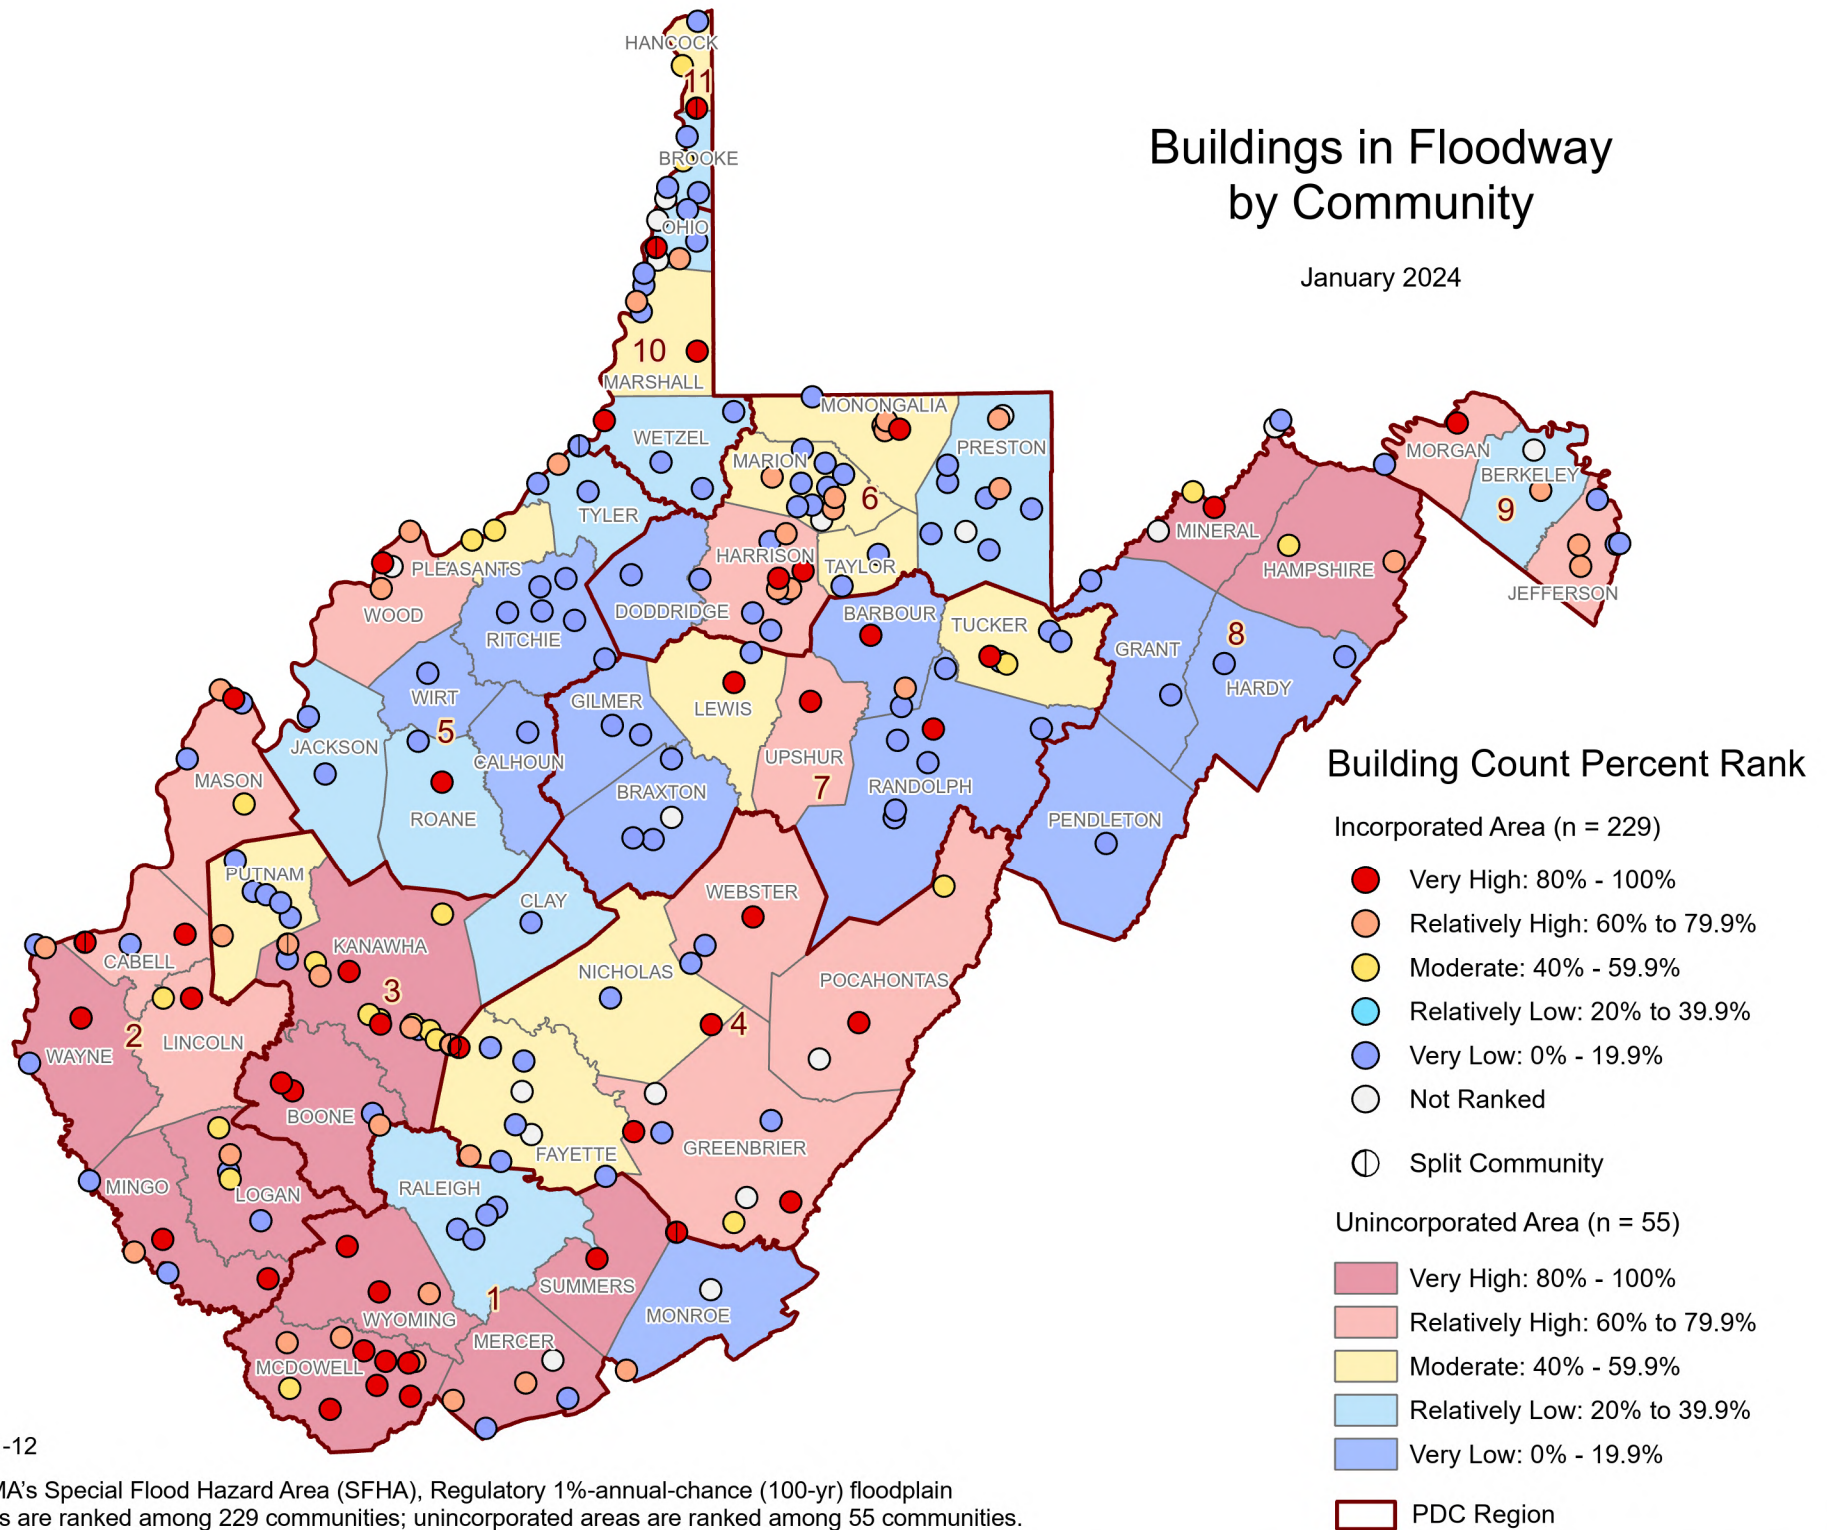 Buildings in Floodway
by Community
January 2024
HANCOCK
11
BROOKE
OHIO
10
MARSHALL
WETZEL
MONONGALIA
MARION
PRESTON
6
TYLER
HARRISON
TAYLOR
PLEASANTS
DODDRIDGE
WOOD
RITCHIE
BARBOUR
TUCKER
MORGAN
BERKELEY
9
MINERAL
HAMPSHIRE
JEFFERSON
GRANT
8
HARDY
WIRT
GILMER
LEWIS
5
JACKSON
CALHOUN
UPSHUR
7
MASON
BRAXTON
RANDOLPH
ROANE
PENDLETON
PUTNAM
CLAY
WEBSTER
KANAWHA
CABELL
NICHOLAS
POCAHONTAS
3
2
4
WAYNE
LINCOLN
BOONE
FAYETTE
GREENBRIER
MINGO
LOGAN
RALEIGH
SUMMERS
1
WYOMING
MONROE
MERCER
MCDOWELL
Building Count Percent Rank
Incorporated Area (n = 229)
Very High: 80% - 100%
Relatively High: 60% to 79.9%
Moderate: 40% - 59.9%
Relatively Low: 20% to 39.9%
Very Low: 0% - 19.9%
Not Ranked
Split Community
Unincorporated Area (n = 55)
Very High: 80% - 100%
Relatively High: 60% to 79.9%
Moderate: 40% - 59.9%
Relatively Low: 20% to 39.9%
Very Low: 0% - 19.9%
PDC Region
-12
MA's Special Flood Hazard Area (SFHA), Regulatory 1%-annual-chance (100-yr) floodplain
s are ranked among 229 communities; unincorporated areas are ranked among 55 communities.